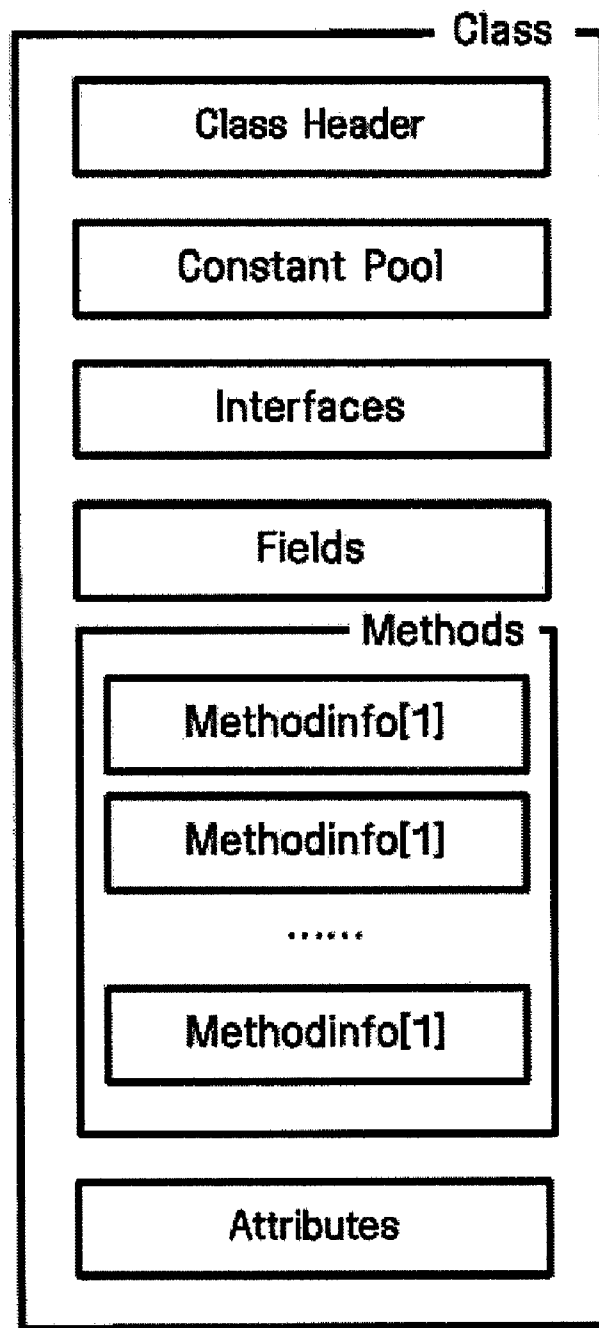 Class
Class Header
Constant Pool
Interfaces
Fields
Methods
Methodinfo[1]
Methodinfo[1]
......
Methodinfo[1]
Attributes